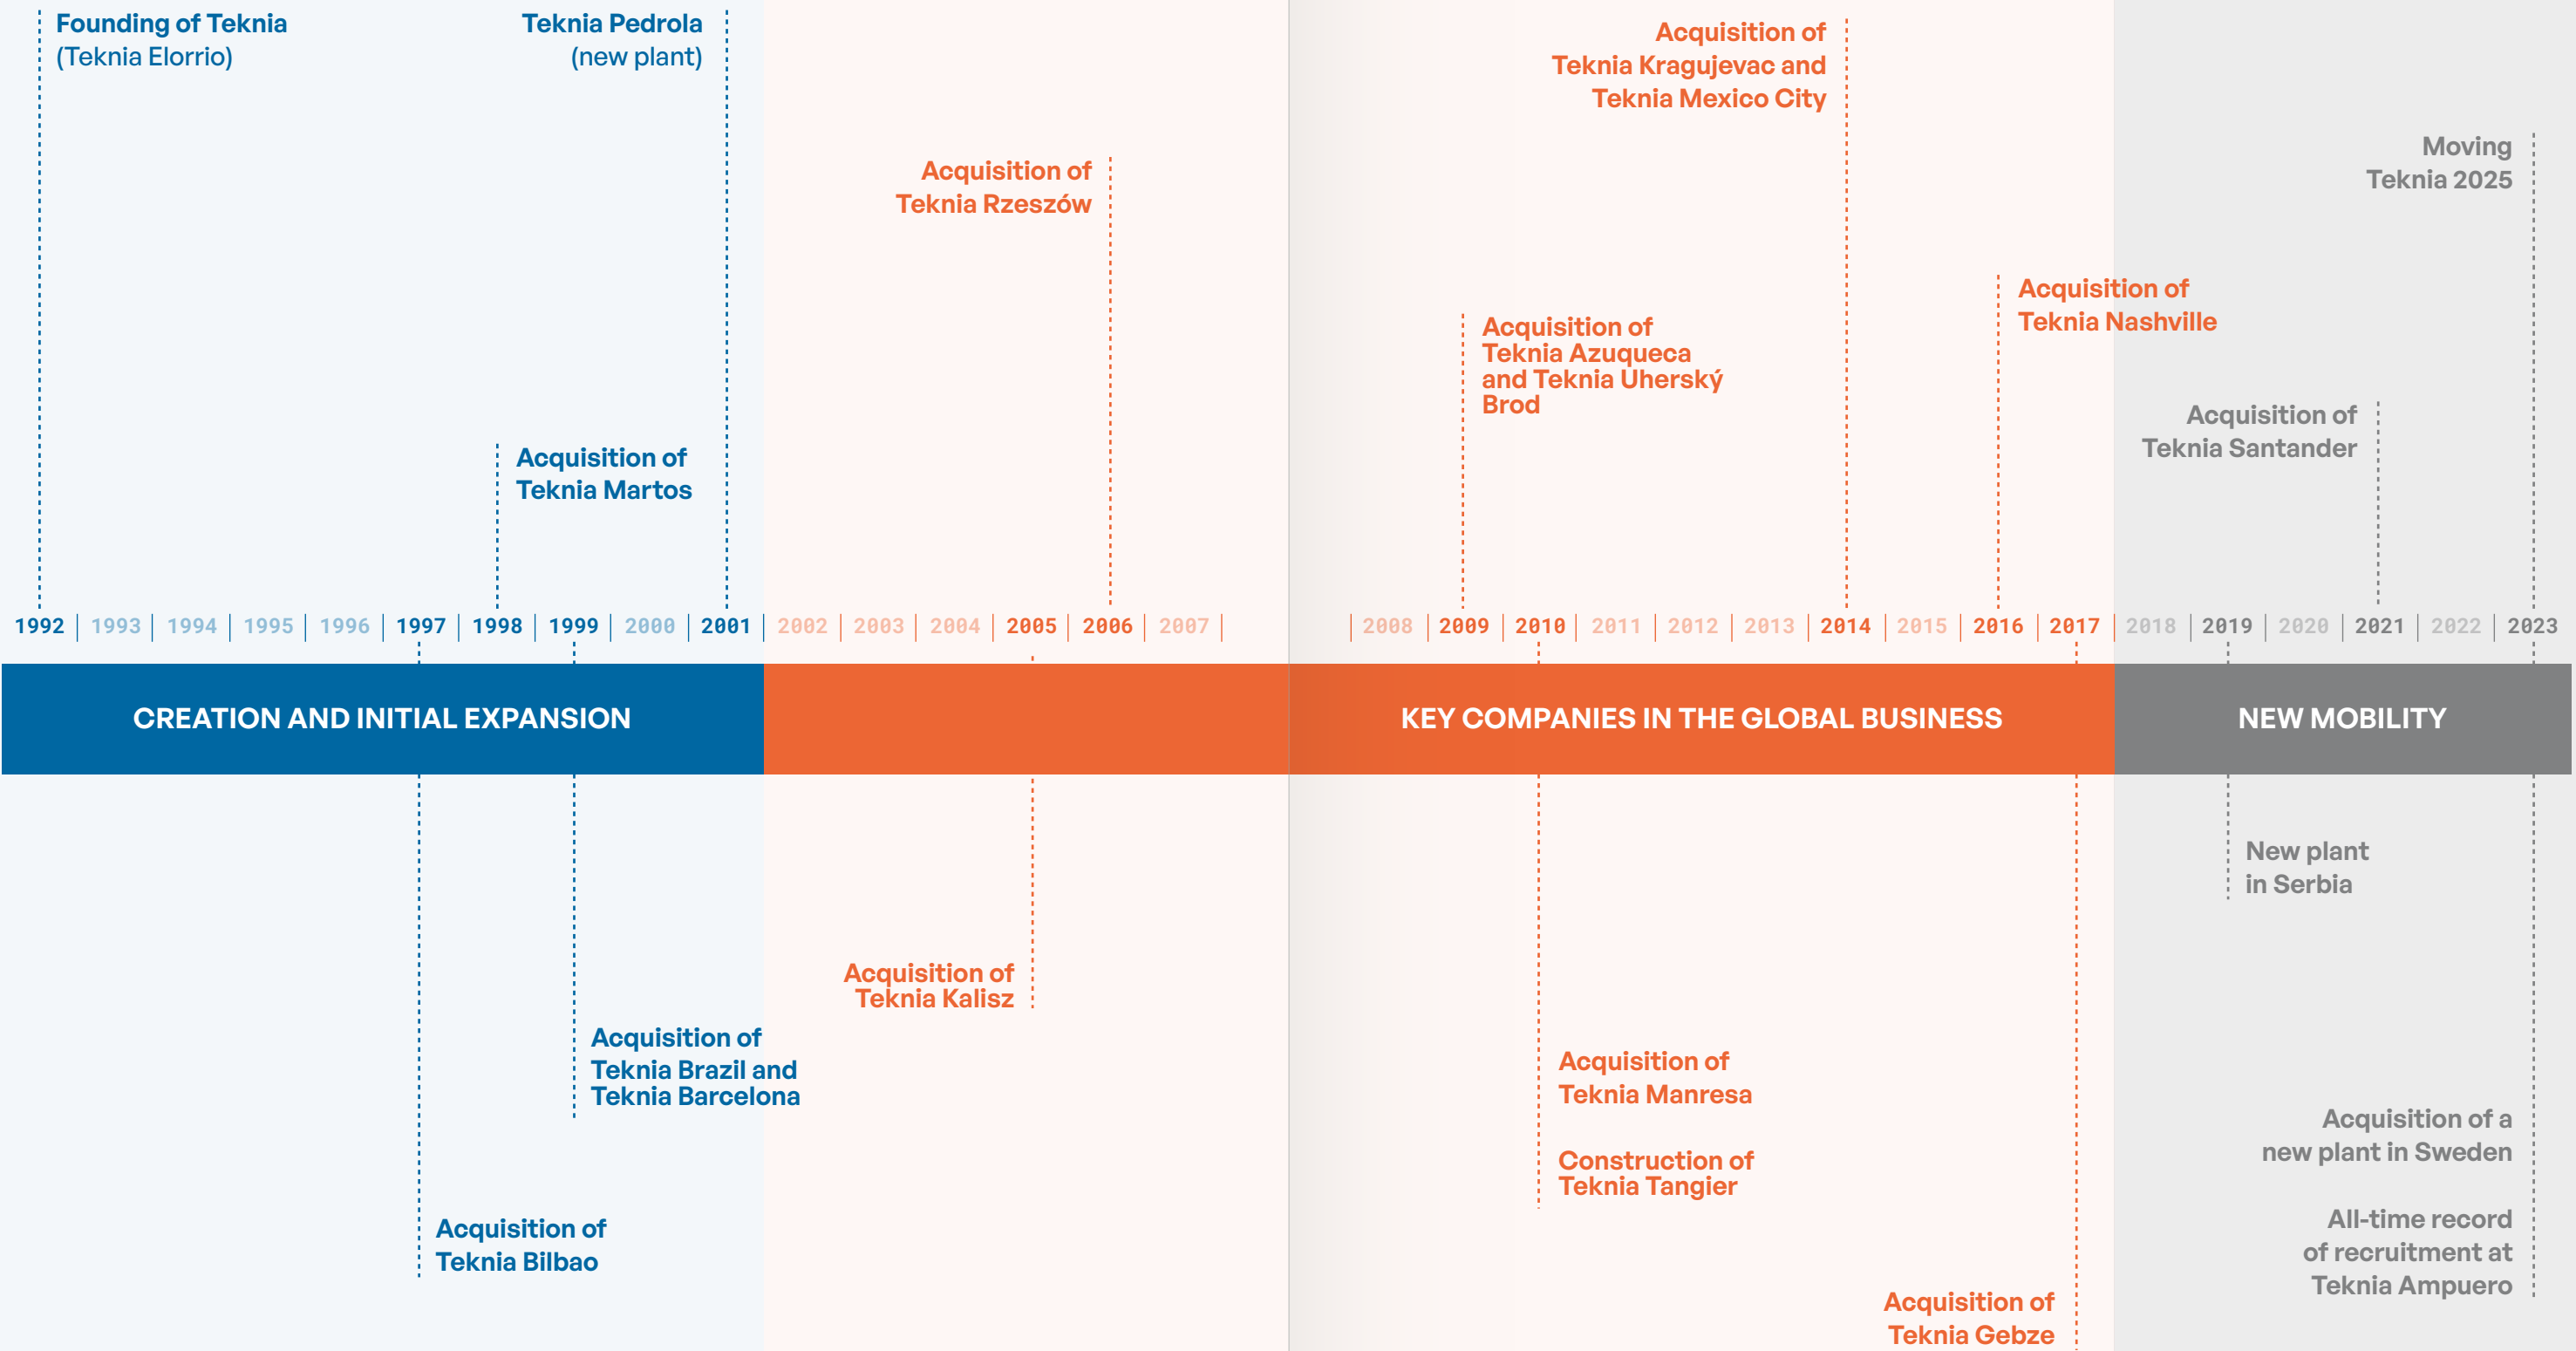 Founding of Teknia
(Teknia Elorrio)
Teknia Pedrola
(new plant)
Acquisition of
Teknia Martos
Acquisition of
Teknia Rzeszów
Acquisition of
Teknia Kragujevac and
Teknia Mexico City
Acquisition of
Teknia Azuqueca
and Teknia Uherský
Brod
Acquisition of
Teknia Nashville
Moving
Teknia 2025
Acquisition of
Teknia Santander
1992 | 1993 | 1994 | 1995 | 1996 | 1997 | 1998 | 1999 | 2000 | 2001 | 2002 | 2003 | 2004 | 2005 | 2006 | 2007 | | 2008 | 2009 | 2010 | 2011 | 2012 | 2013 | 2014 | 2015 | 2016 | 2017 | 2018 | 2019 | 2020 | 2021 | 2022 | 2023
CREATION AND INITIAL EXPANSION
KEY COMPANIES IN THE GLOBAL BUSINESS
NEW MOBILITY
Acquisition of
Teknia Bilbao
Acquisition of
Teknia Brazil and
Teknia Barcelona
Acquisition of
Teknia Kalisz
Acquisition of
Teknia Manresa
Construction of
Teknia Tangier
Acquisition of
Teknia Gebze
New plant
in Serbia
Acquisition of a
new plant in Sweden
All-time record
of recruitment at
Teknia Ampuero